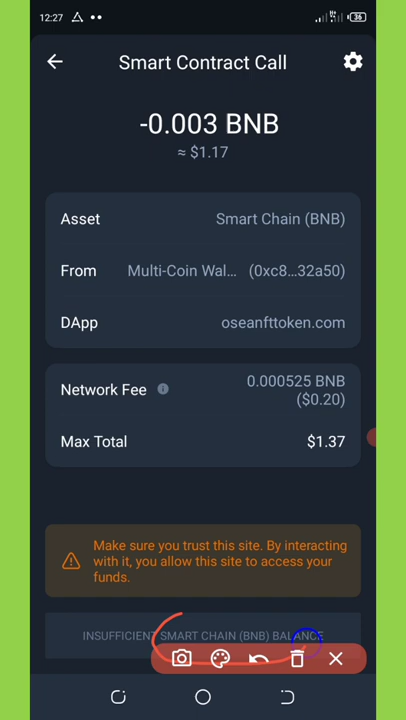 12:27
36
Smart Contract Call
-0.003 BNB
≈ $1.17
Asset Smart Chain (BNB)
From Multi-Coin Wal... (0xc8...32a50)
DApp oseanfttoken.com
Network Fee 0.000525 BNB
($0.20)
Max Total $1.37
Make sure you trust this site. By interacting
with it, you allow this site to access your
funds.
INSUFFICIENT SMART CHAIN (BNB) BALANCE